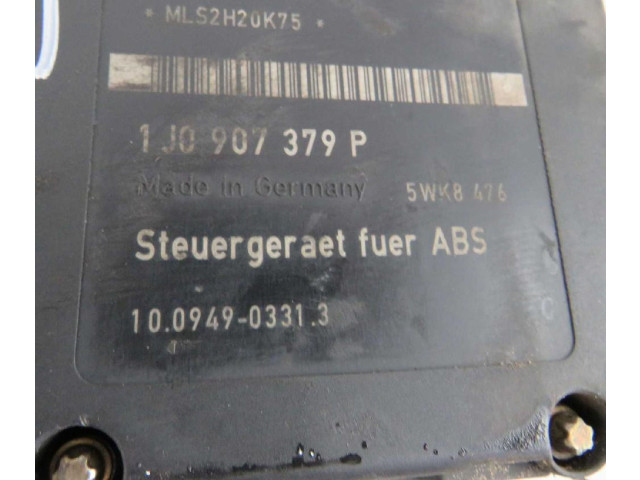 • MLS2H20K75 •
1J0 907 379 P
Made in Germany 5WK8 476
Steuergeraet fuer ABS
10.0949-0331.3